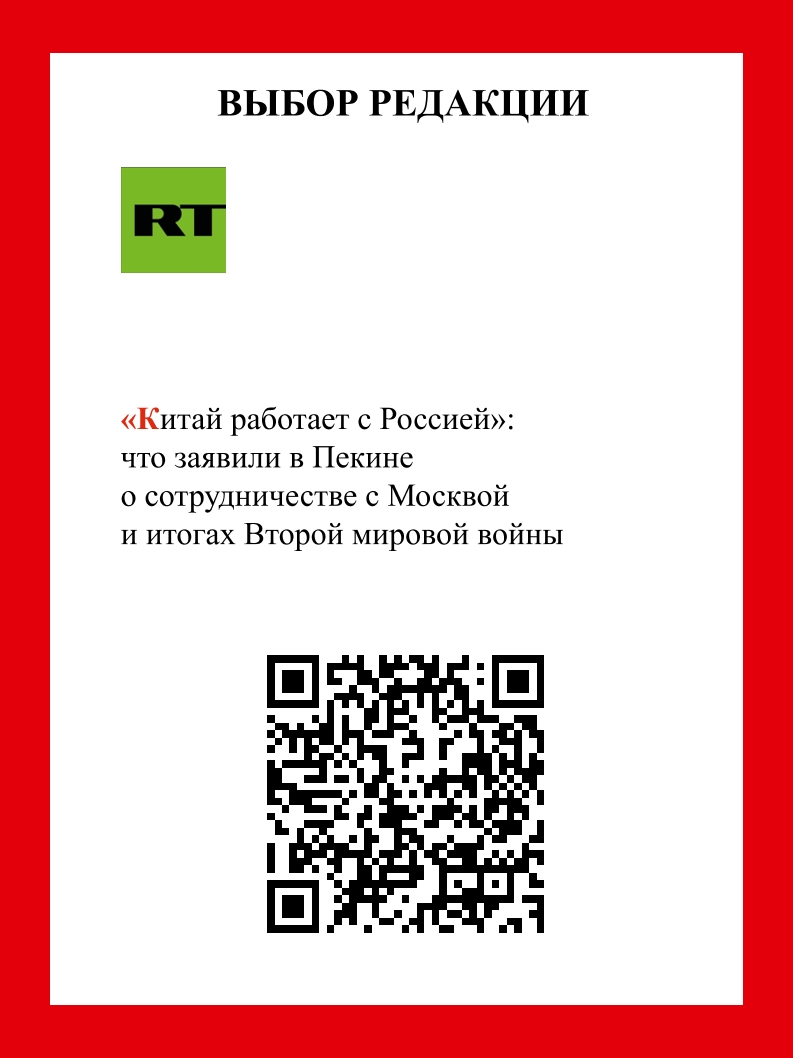 ВЫБОР РЕДАКЦИИ
RT
«Китай работает с Россией»:
что заявили в Пекине
о сотрудничестве с Москвой
и итогах Второй мировой войны